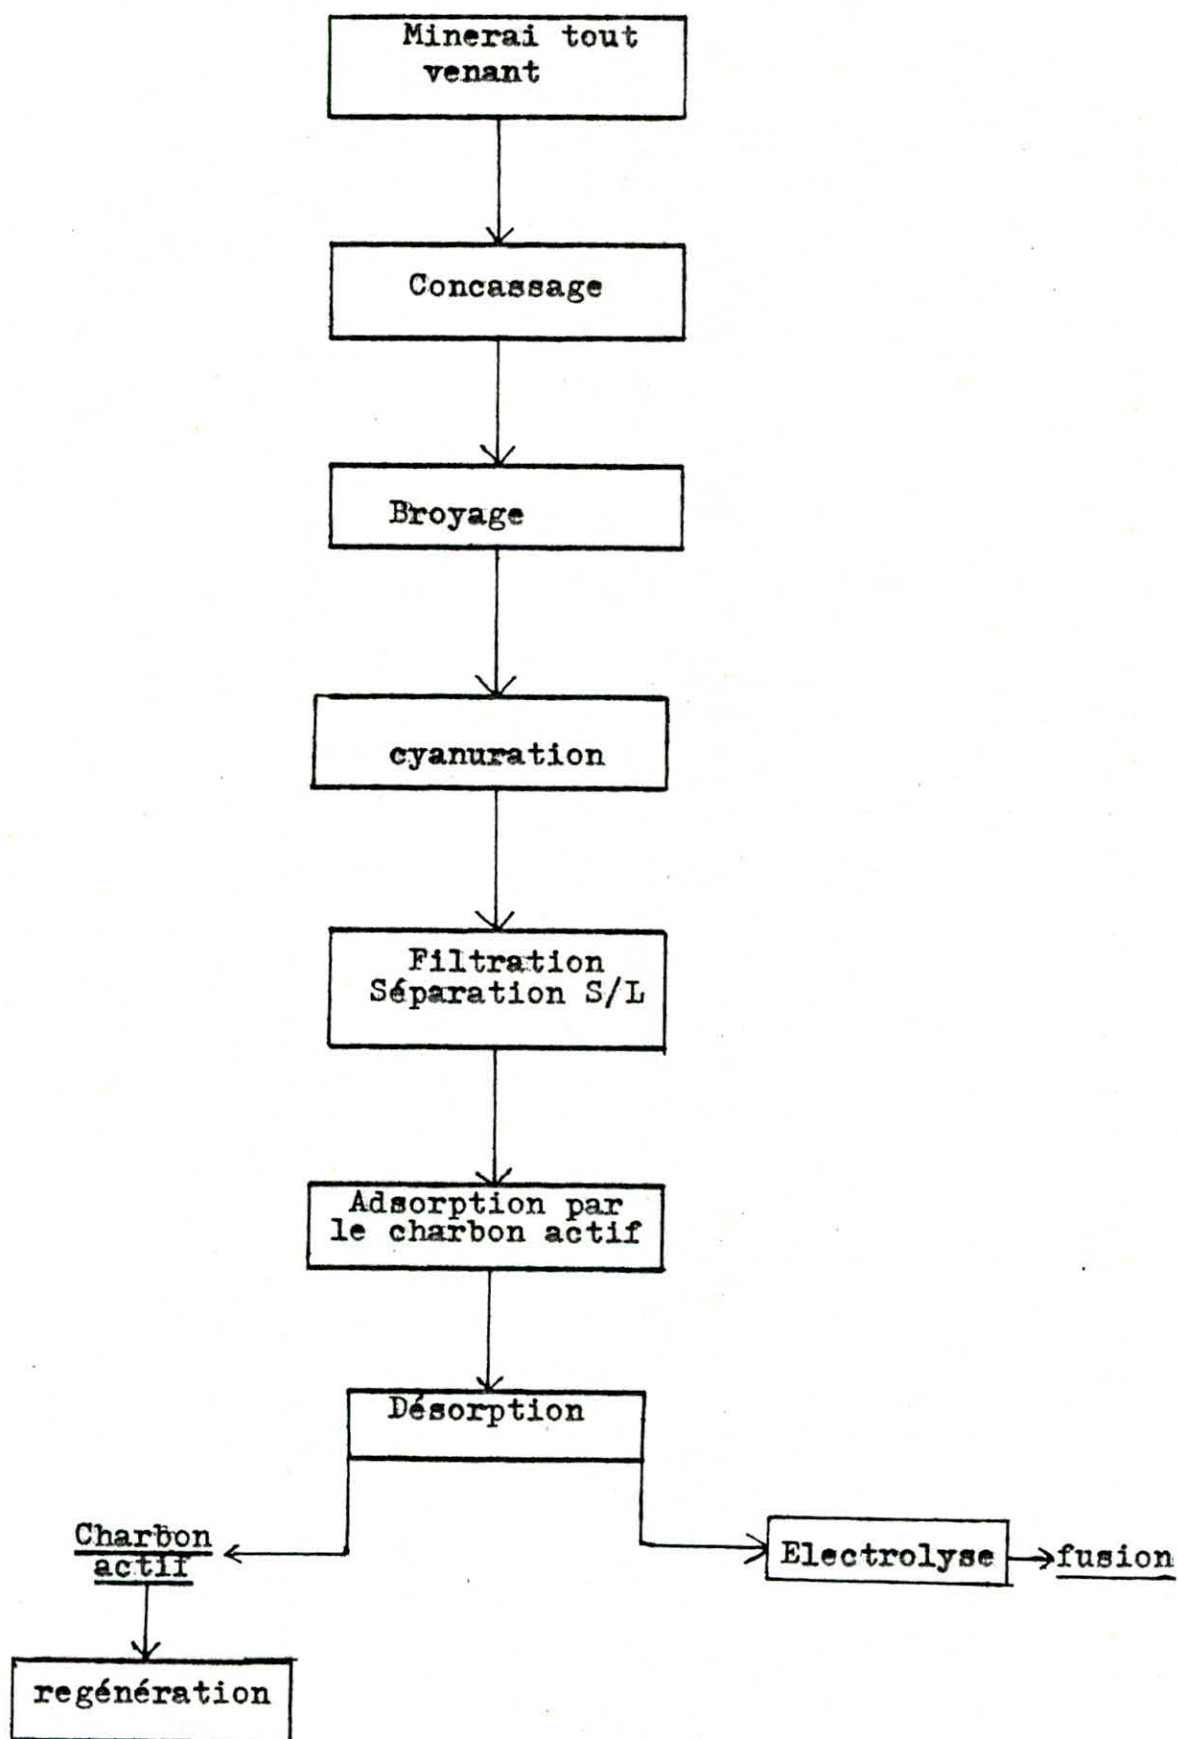 Minerai tout
venant
Concassage
Broyage
cyanuration
Filtration
Séparation S/L
Adsorption par
le charbon actif
Désorption
Charbon
actif
Electrolyse
fusion
regénération